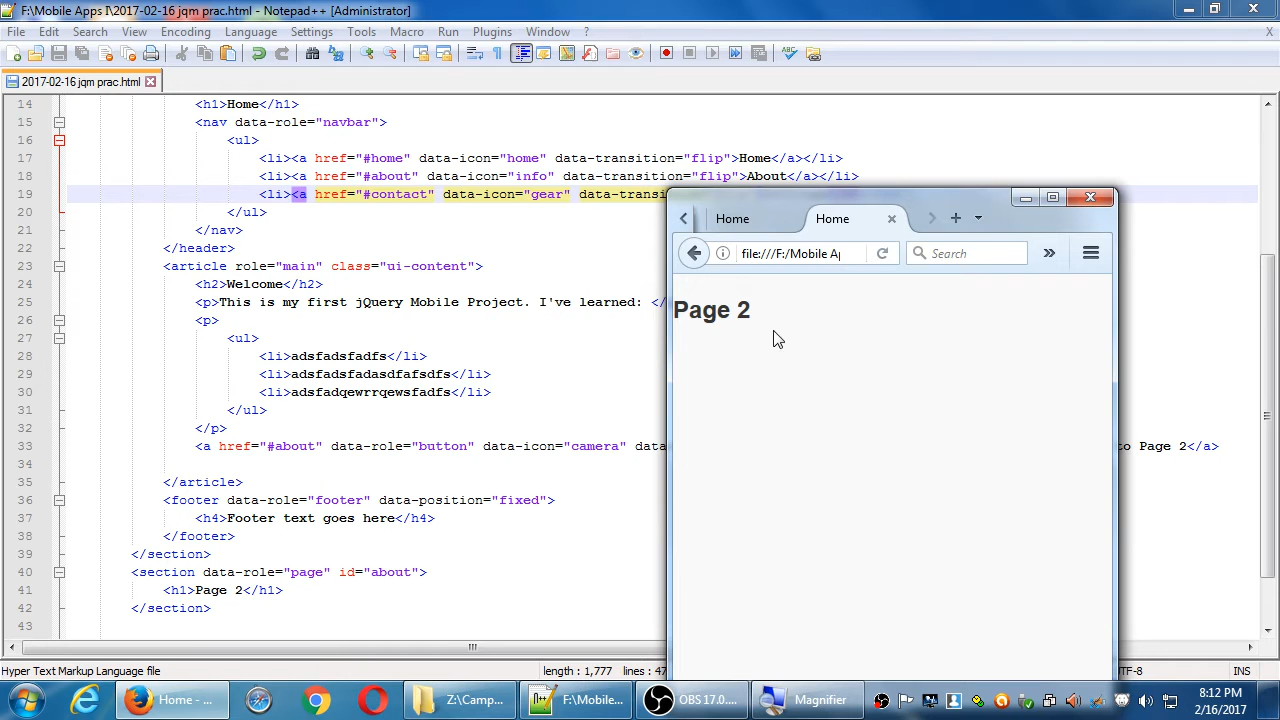 F:\Mobile Apps I\2017-02-16 jqm prac.html - Notepad++ [Administrator]
File Edit Search View Encoding Language Settings Tools Macro Run Plugins Window ? X
2017-02-16 jqm prac.html
14 <h1>Home</h1>
15 <nav data-role="navbar">
16 <ul>
17 <li><a href="#home" data-icon="home" data-transition="flip">Home</a></li>
18 <li><a href="#about" data-icon="info" data-transition="flip">About</a></li>
19 <li><a href="#contact" data-icon="gear" data-transi
20 </ul>
21 </nav>
22 </header>
23 <article role="main" class="ui-content">
24 <h2>Welcome</h2>
25 <p>This is my first jQuery Mobile Project. I've learned: </
26 <p>
27 <ul>
28 <li>adsfadsfadfs</li>
29 <li>adsfadsfadasdfafsdfs</li>
30 <li>adsfadqewrrqewsfadfs</li>
31 </ul>
32 </p>
33 <a href="#about" data-role="button" data-icon="camera" data to Page 2</a>
34
35 </article>
36 <footer data-role="footer" data-position="fixed">
37 <h4>Footer text goes here</h4>
38 </footer>
39 </section>
40 <section data-role="page" id="about">
41 <h1>Page 2</h1>
42 </section>
43
Home
Home
file:///F:/Mobile Ap
Search
Page 2
Hyper Text Markup Language file
length : 1,777 lines : 47
UTF-8
INS
Home - ...
Z:\Camp...
F:\Mobile...
OBS 17.0....
Magnifier
8:12 PM
2/16/2017